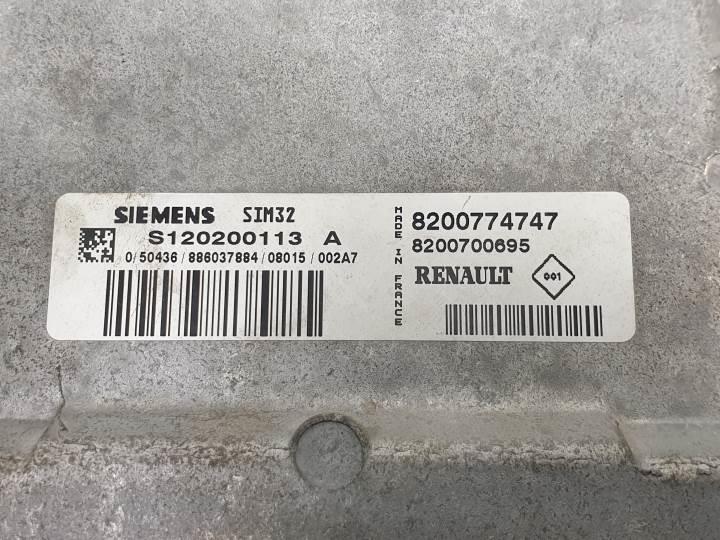 SIEMENS SIM32
S120200113 A
0/50436/886037884/08015/002A7
MADE IN FRANCE
8200774747
8200700695
RENAULT 001